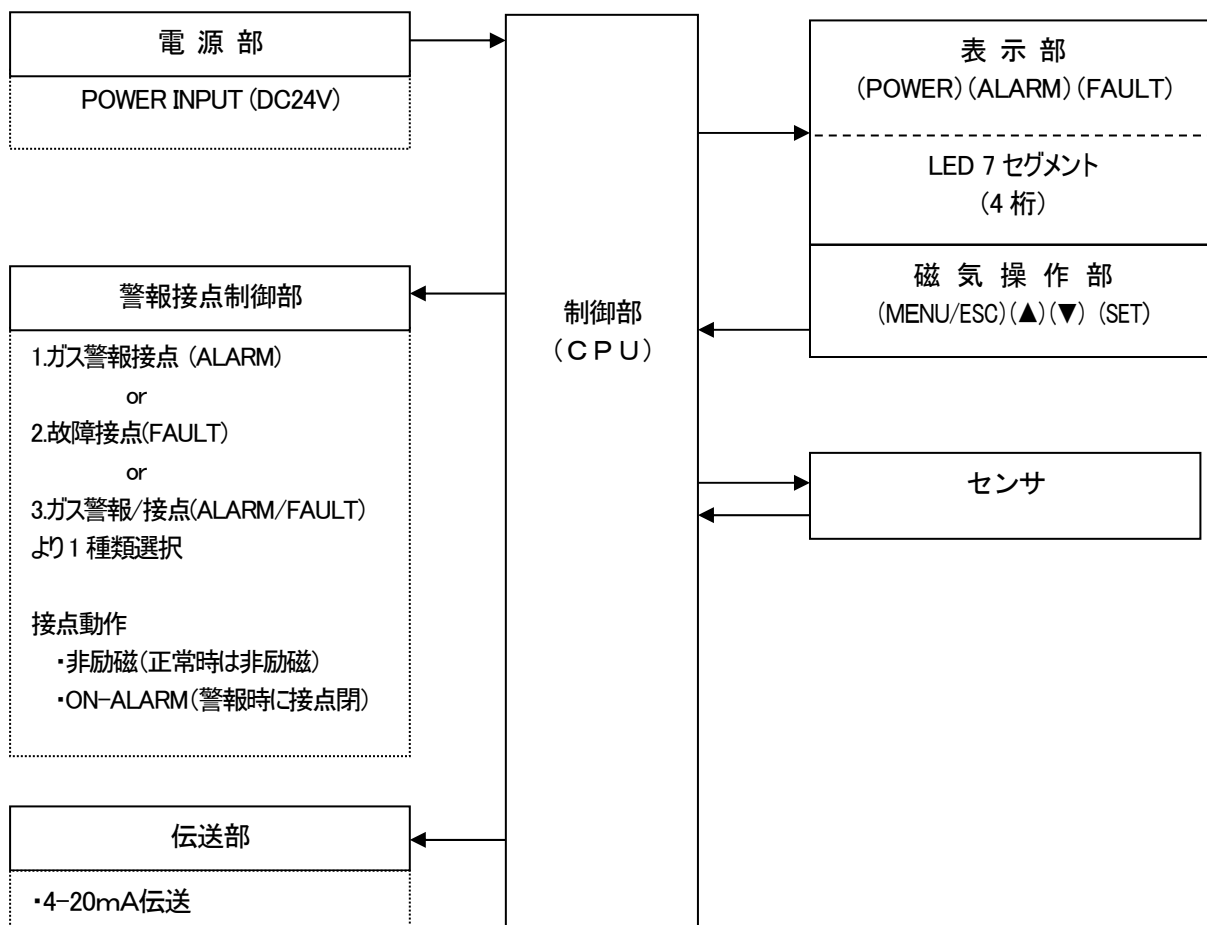 電 源 部
POWER INPUT (DC24V)
警報接点制御部
1.ガス警報接点 (ALARM)
or
2.故障接点(FAULT)
or
3.ガス警報/接点(ALARM/FAULT)
より1 種類選択
接点動作
・非励磁(正常時は非励磁)
・ON-ALARM(警報時に接点閉)
伝送部
・4-20mA伝送
制御部
(CPU)
表 示 部
(POWER)(ALARM)(FAULT)
LED 7 セグメント
(4 桁)
磁 気 操 作 部
(MENU/ESC)(▲)(▼) (SET)
センサ